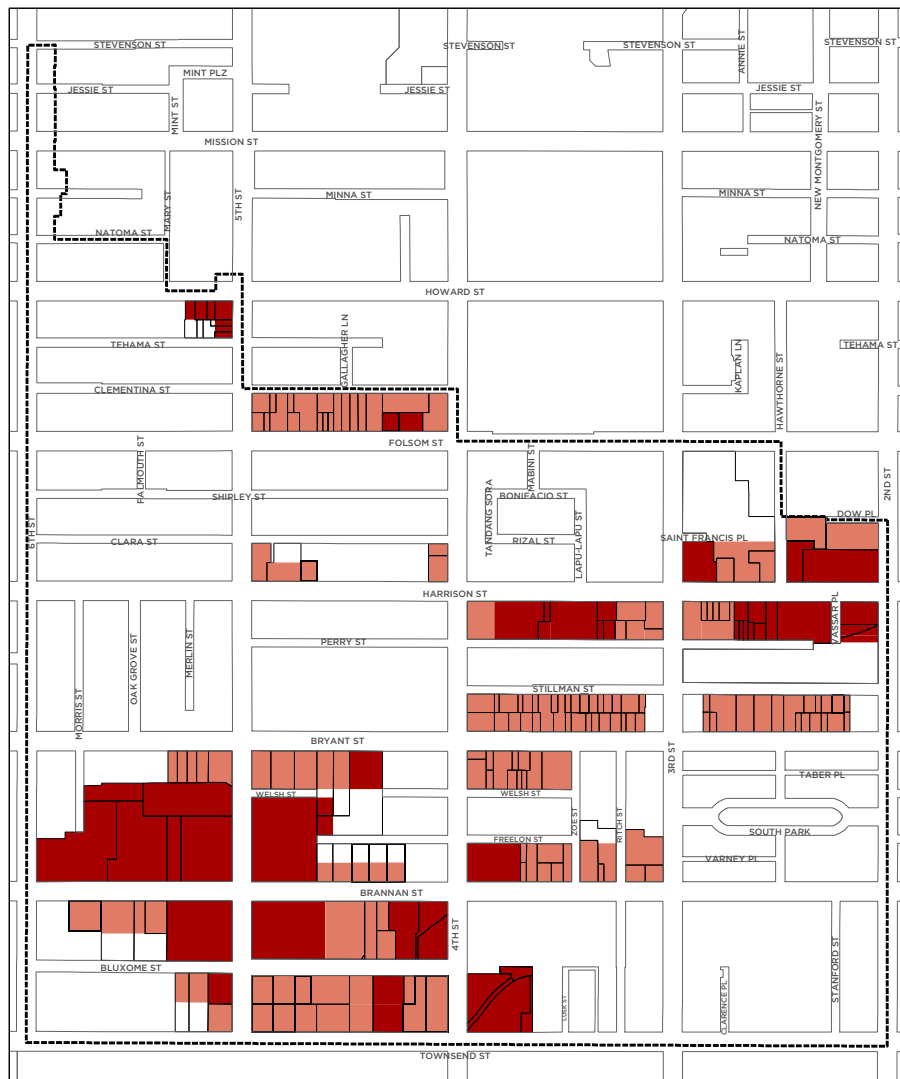 STEVENSON ST
STEVENSON ST
STEVENSON ST
STEVENSON ST
ANNIE ST
MINT PLZ
JESSIE ST
JESSIE ST
JESSIE ST
MINT ST
NEW MONTGOMERY ST
MISSION ST
MINNA ST
MINNA ST
MARY ST
5TH ST
NATOMA ST
NATOMA ST
HOWARD ST
TEHAMA ST
TEHAMA ST
GALLAGHER LN
KAPLAN LN
HAWTHORNE ST
CLEMENTINA ST
FOLSOM ST
FALMOUTH ST
MABINI ST
2ND ST
SHIPLEY ST
BONIFACIO ST
TANDANG SORA
LAPU-LAPU ST
DOW PL
6TH ST
CLARA ST
RIZAL ST
SAINT FRANCIS PL
HARRISON ST
VASSAR PL
PERRY ST
OAK GROVE ST
MERLIN ST
MORRIS ST
STILLMAN ST
BRYANT ST
3RD ST
TABER PL
WELSH ST
WELSH ST
ZOE ST
RITCH ST
SOUTH PARK
FREELON ST
VARNEY PL
BRANNAN ST
4TH ST
STANFORD ST
BLUXOME ST
LUSK ST
CLARENCE PL
TOWNSEND ST